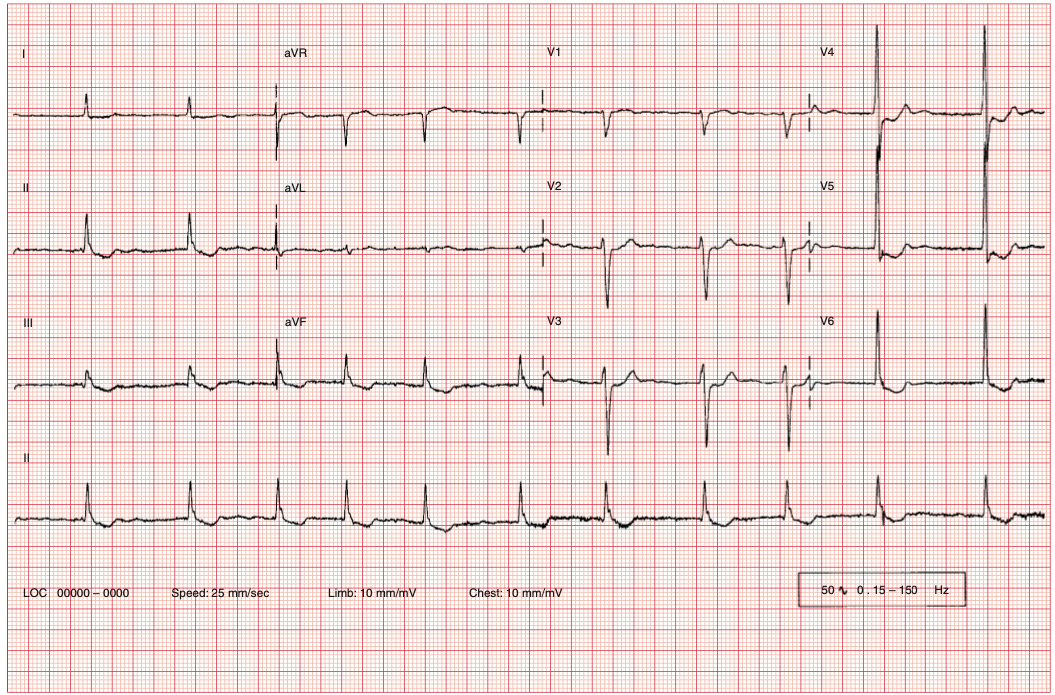 I aVR V1 V4
II aVL V2 V5
III aVF V3 V6
II
LOC 00000 – 0000 Speed: 25 mm/sec Limb: 10 mm/mV Chest: 10 mm/mV 50 ∿ 0 . 15 – 150 Hz